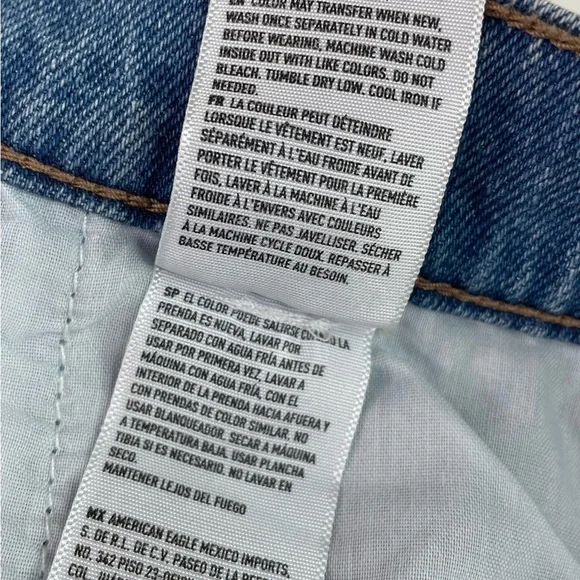 COLOR MAY TRANSFER WHEN NEW,
WASH ONCE SEPARATELY IN COLD WATER
BEFORE WEARING, MACHINE WASH COLD
INSIDE OUT WITH LIKE COLORS. DO NOT
BLEACH. TUMBLE DRY LOW. COOL IRON IF
NEEDED.
FR LA COULEUR PEUT DÉTEINDRE
LORSQUE LE VÊTEMENT EST NEUF, LAVER
SÉPARÉMENT À L'EAU FROIDE AVANT DE
PORTER LE VÊTEMENT POUR LA PREMIÈRE
FOIS, LAVER À LA MACHINE À L'EAU
FROIDE À L'ENVERS AVEC COULEURS
SIMILAIRES. NE PAS JAVELLISER. SÉCHER
À LA MACHINE CYCLE DOUX. REPASSER À
BASSE TEMPÉRATURE AU BESOIN.
SP EL COLOR PUEDE SALIRSE LA
PRENDA ES NUEVA, LAVAR POR
SEPARADO CON AGUA FRÍA ANTES DE
USAR POR PRIMERA VEZ. LAVAR A
MÁQUINA CON AGUA FRÍA, CON EL
INTERIOR DE LA PRENDA HACIA AFUERA Y
CON PRENDAS DE COLOR SIMILAR. NO
USAR BLANQUEADOR. SECAR A MÁQUINA
A TEMPERATURA BAJA. USAR PLANCHA
TIBIA SI ES NECESARIO. NO LAVAR EN
SECO.
MANTENER LEJOS DEL FUEGO
MX AMERICAN EAGLE MEXICO IMPORTS,
S. DE R.L. DE C.V. PASEO DE LA
NO. 342 PISO 23
COL.